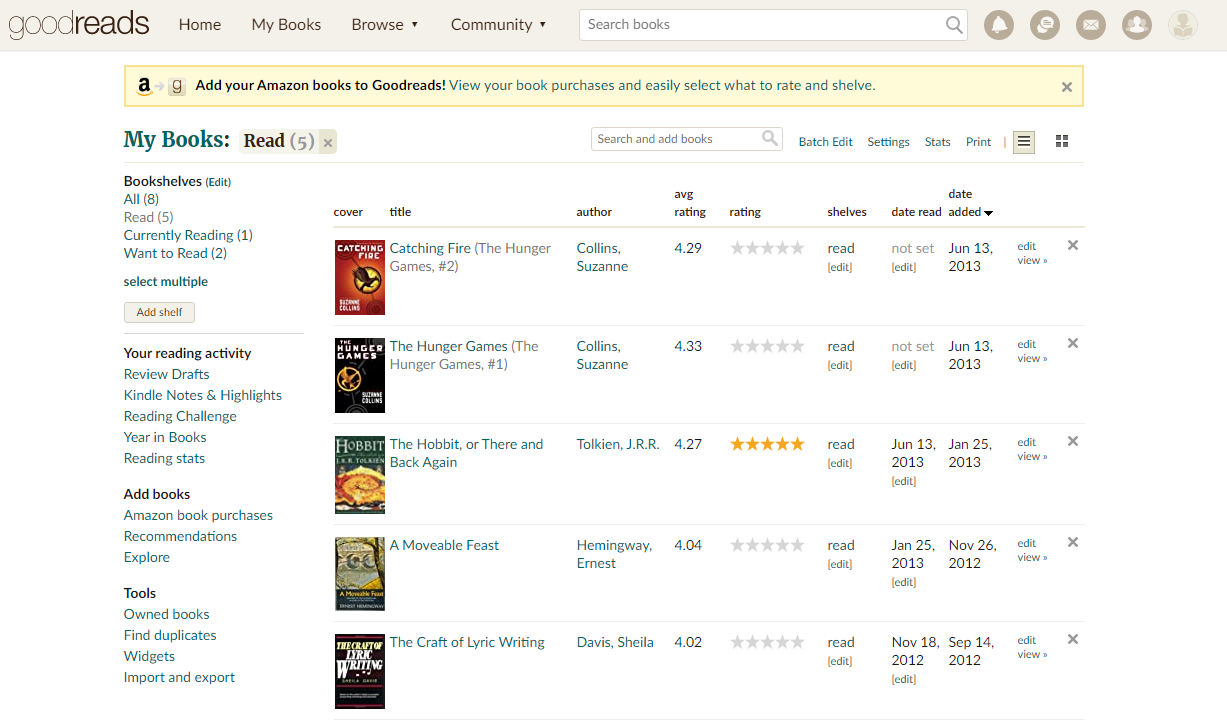 goodreads Home My Books Browse ▼ Community ▼ Search books
a g Add your Amazon books to Goodreads! View your book purchases and easily select what to rate and shelve. ×
My Books: Read (5) × Search and add books Batch Edit Settings Stats Print |
Bookshelves (Edit)
All (8)
Read (5)
Currently Reading (1)
Want to Read (2)
select multiple
Add shelf
Your reading activity
Review Drafts
Kindle Notes & Highlights
Reading Challenge
Year in Books
Reading stats
Add books
Amazon book purchases
Recommendations
Explore
Tools
Owned books
Find duplicates
Widgets
Import and export
avg date
cover title author rating rating shelves date read added
CATCHING
FIRE
SUZANNE
COLLINS
Catching Fire (The Hunger Collins, 4.29 read not set Jun 13, edit ×
Games, #2) Suzanne [edit] [edit] 2013 view »
THE
HUNGER
GAMES
SUZANNE
COLLINS
The Hunger Games (The Collins, 4.33 read not set Jun 13, edit ×
Hunger Games, #1) Suzanne [edit] [edit] 2013 view »
HOBBIT
J.R.R. TOLKIEN
The Hobbit, or There and Tolkien, J.R.R. 4.27 read Jun 13, Jan 25, edit ×
Back Again [edit] 2013 2013 view »
[edit]
A Moveable Feast
ERNEST HEMINGWAY
A Moveable Feast Hemingway, 4.04 read Jan 25, Nov 26, edit ×
Ernest [edit] 2013 2012 view »
[edit]
THE CRAFT OF
LYRIC
WRITING
SHEILA DAVIS
The Craft of Lyric Writing Davis, Sheila 4.02 read Nov 18, Sep 14, edit ×
[edit] 2012 2012 view »
[edit]